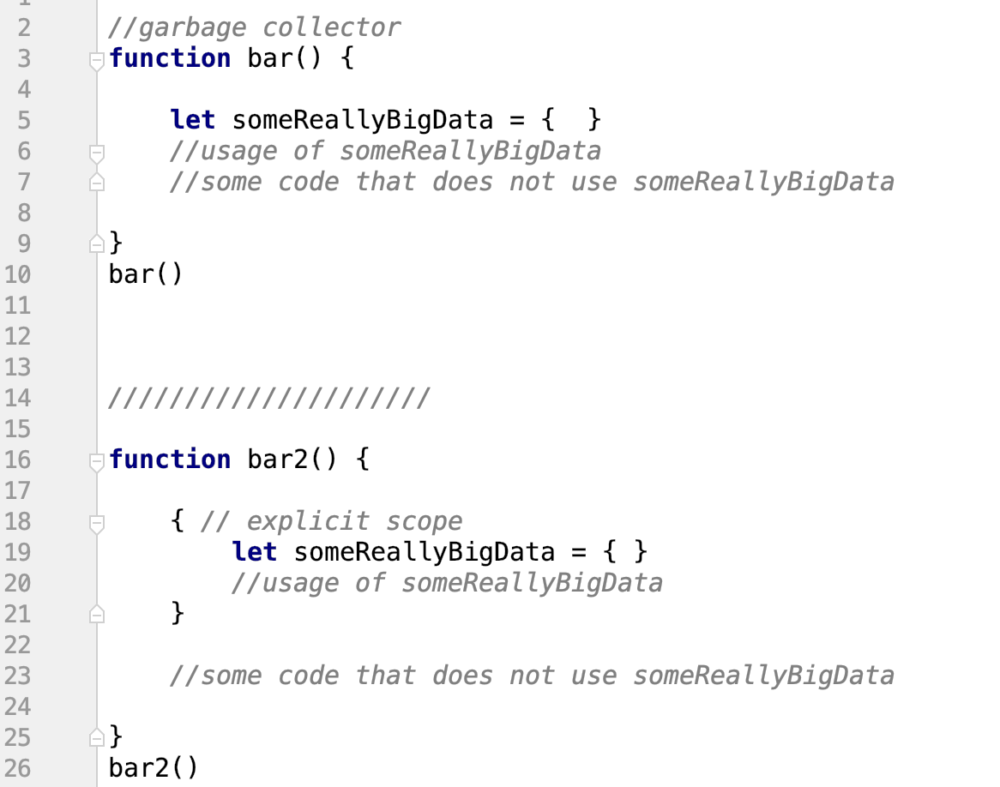 1
2 //garbage collector
3 function bar() {
4
5 let someReallyBigData = {  }
6 //usage of someReallyBigData
7 //some code that does not use someReallyBigData
8
9 }
10 bar()
11
12
13
14 /////////////////////
15
16 function bar2() {
17
18 { // explicit scope
19 let someReallyBigData = { }
20 //usage of someReallyBigData
21 }
22
23 //some code that does not use someReallyBigData
24
25 }
26 bar2()